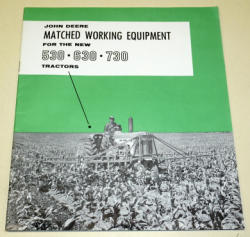 JOHN DEERE
MATCHED WORKING EQUIPMENT
FOR THE NEW
530 • 630 • 730
TRACTORS